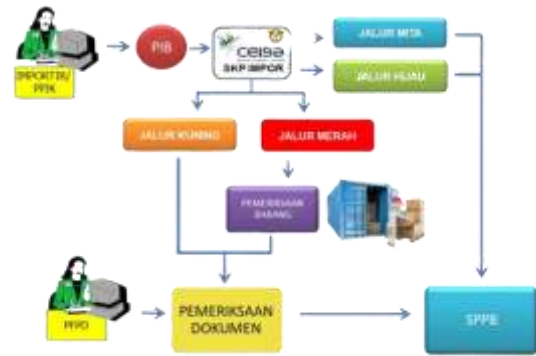 IMPORTIR/
PPJK
PIB
CEISA
SKP IMPOR
JALUR MITA
JALUR HIJAU
JALUR KUNING
JALUR MERAH
PEMERIKSAAN
BARANG
PFPD
PEMERIKSAAN
DOKUMEN
SPPB